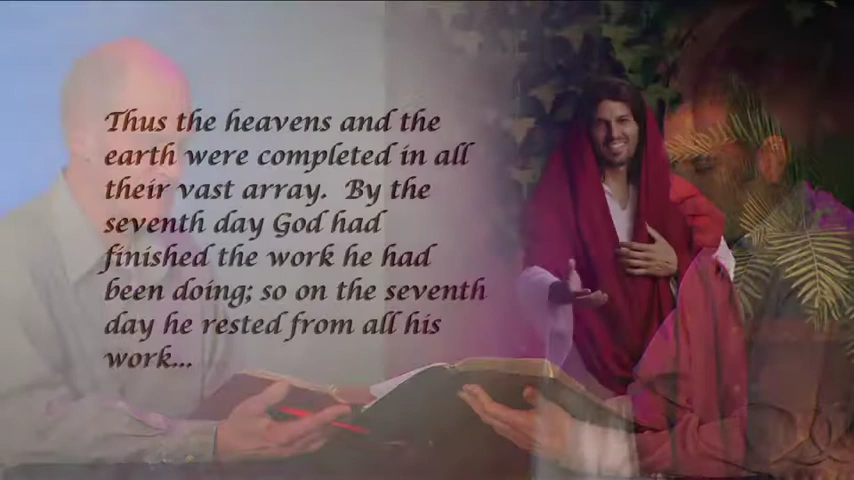 Thus the heavens and the
earth were completed in all
their vast array.  By the
seventh day God had
finished the work he had
been doing; so on the seventh
day he rested from all his
work...